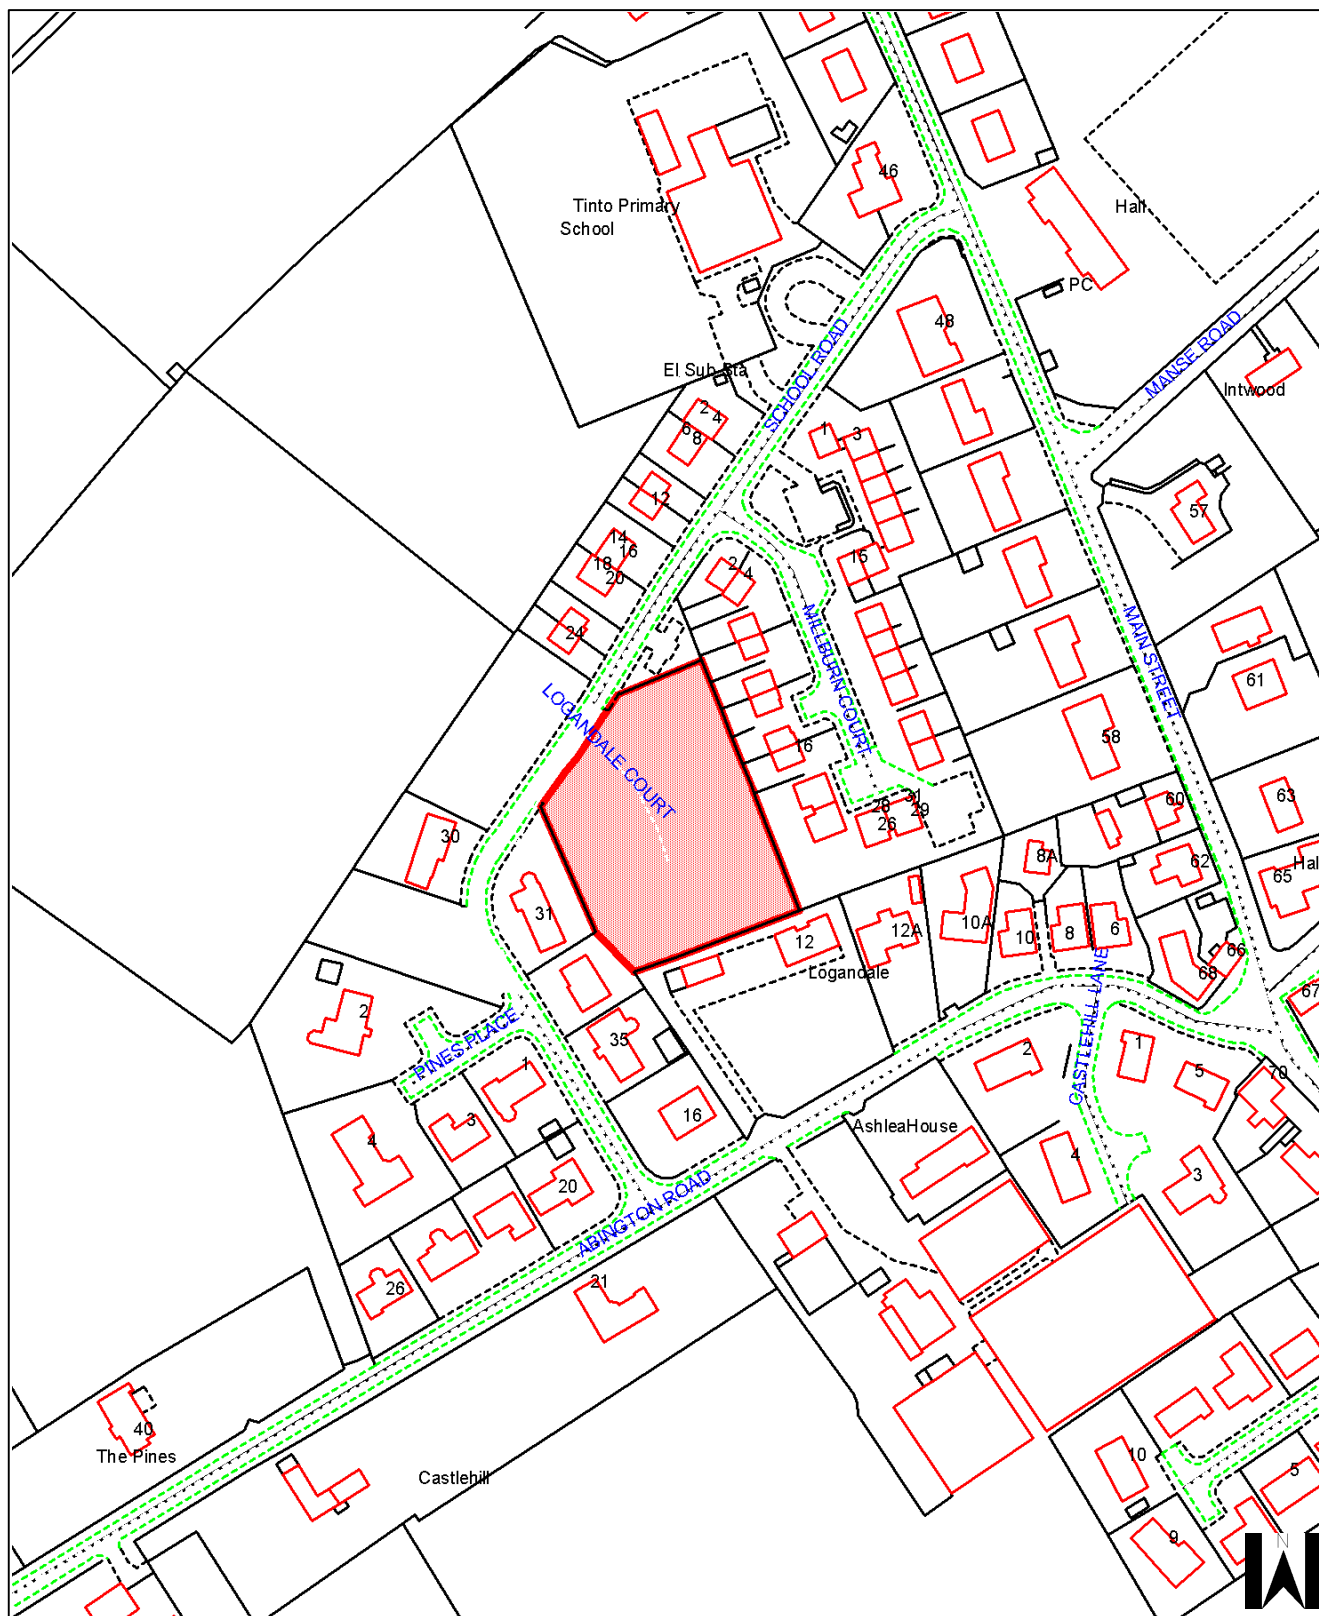 46
Tinto Primary
School
Hall
PC
48
SCHOOL ROAD
MANSE ROAD
El Sub Sta
Intwood
2
4
6
8
1
3
12
57
14
16
18
20
15
2
4
24
MILLBURN COURT
MAIN STREET
61
LOGANDALE COURT
16
58
63
60
31
28
29
26
30
8A
62
Hal
65
31
12
12A
10A
10
8
6
66
Logandale
68
67
2
PINES PLACE
CASTLEHILL LANE
35
1
2
1
5
70
16
AshleaHouse
3
4
4
3
20
ABINGTON ROAD
21
26
40
The Pines
Castlehill
10
5
9
N